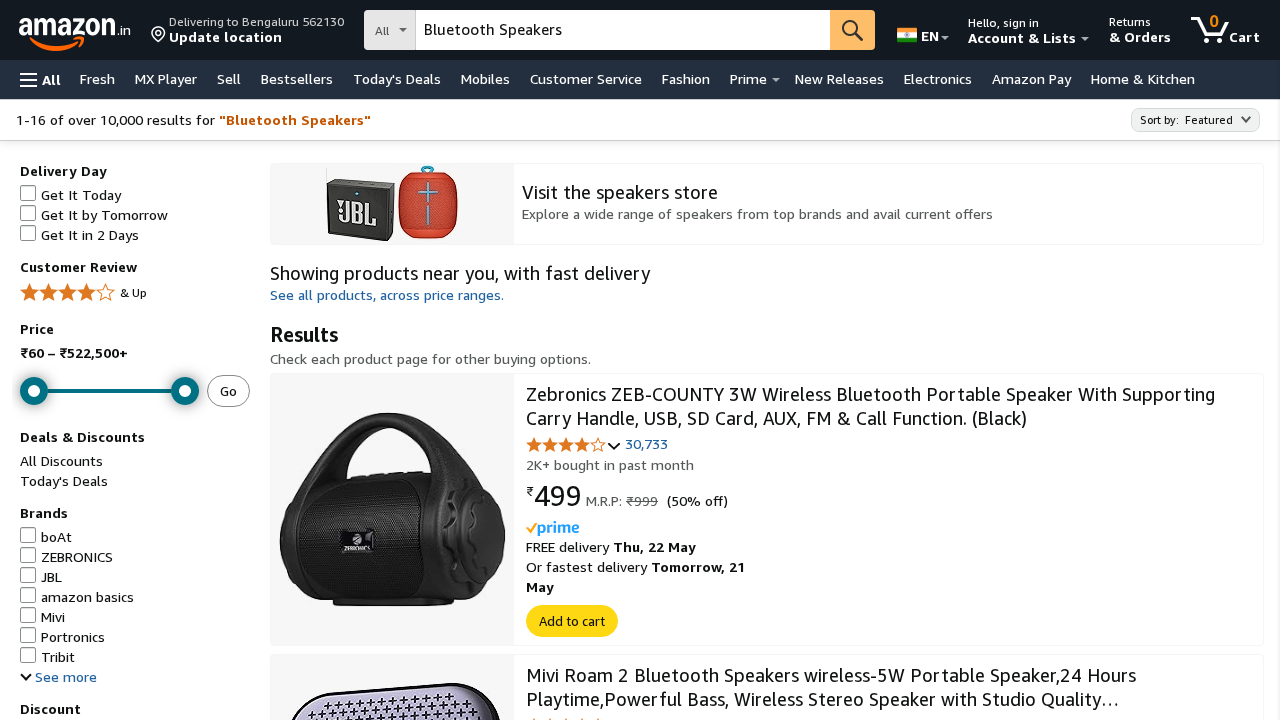 amazon.in
Delivering to Bengaluru 562130
Update location
All
Bluetooth Speakers
EN
Hello, sign in
Account & Lists
Returns
& Orders
0
Cart
All
Fresh
MX Player
Sell
Bestsellers
Today's Deals
Mobiles
Customer Service
Fashion
Prime
New Releases
Electronics
Amazon Pay
Home & Kitchen
1-16 of over 10,000 results for "Bluetooth Speakers"
Sort by: Featured
Delivery Day
Get It Today
Get It by Tomorrow
Get It in 2 Days
Customer Review
& Up
Price
₹60 – ₹522,500+
Go
Deals & Discounts
All Discounts
Today's Deals
Brands
boAt
ZEBRONICS
JBL
amazon basics
Mivi
Portronics
Tribit
See more
Discount
JBL
Visit the speakers store
Explore a wide range of speakers from top brands and avail current offers
Showing products near you, with fast delivery
See all products, across price ranges.
Results
Check each product page for other buying options.
ZEBRONICS
Zebronics ZEB-COUNTY 3W Wireless Bluetooth Portable Speaker With Supporting
Carry Handle, USB, SD Card, AUX, FM & Call Function. (Black)
30,733
2K+ bought in past month
₹499 M.R.P: ₹999 (50% off)
prime
FREE delivery Thu, 22 May
Or fastest delivery Tomorrow, 21
May
Add to cart
Mivi Roam 2 Bluetooth Speakers wireless-5W Portable Speaker,24 Hours
Playtime,Powerful Bass, Wireless Stereo Speaker with Studio Quality…